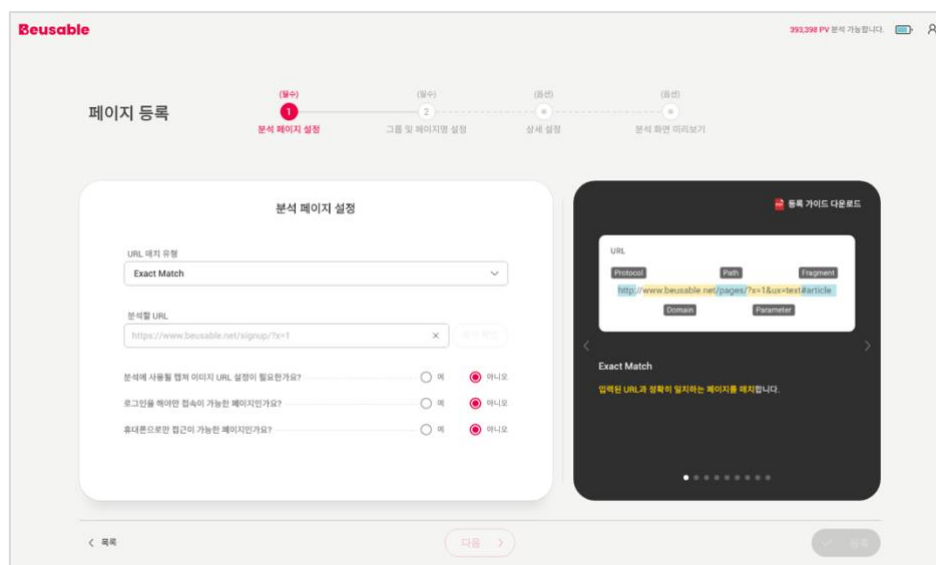 Beusable
393,398 PV 분석 가능합니다.
페이지 등록
(필수)
1
분석 페이지 설정
(필수)
2
그룹 및 페이지명 설정
(옵션)
상세 설정
(옵션)
분석 화면 미리보기
분석 페이지 설정
URL 매치 유형
Exact Match
분석할 URL
https://www.beusable.net/signup/?x=1
분석에 사용될 캡쳐 이미지 URL 설정이 필요한가요?
예
아니오
로그인을 해야만 접속이 가능한 페이지인가요?
예
아니오
휴대폰으로만 접근이 가능한 페이지인가요?
예
아니오
등록 가이드 다운로드
URL
Protocol
Path
Fragment
http://www.beusable.net/pages/?x=1&ux=text#article
Domain
Parameter
Exact Match
입력된 URL과 정확히 일치하는 페이지를 매치합니다.
목록
다음
등록